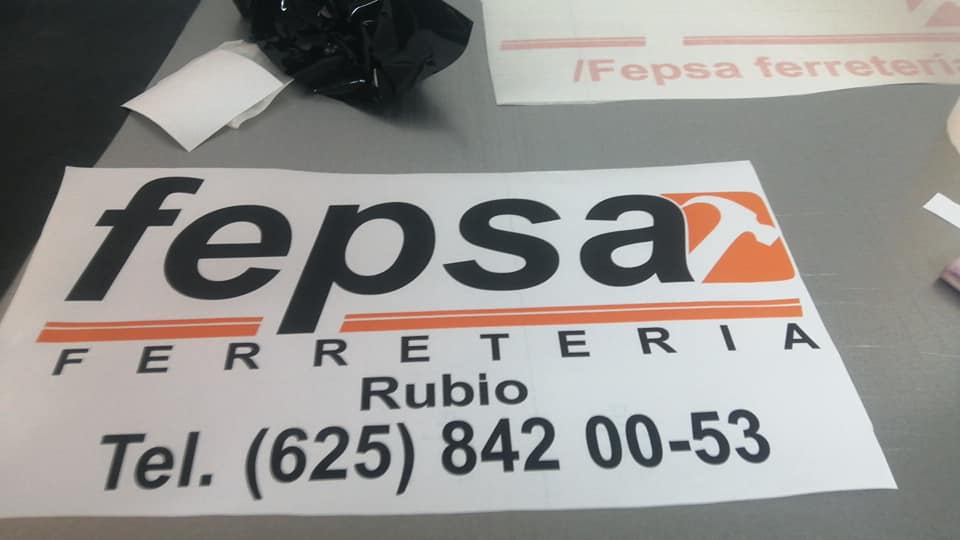 /Fepsa ferreteria
fepsa
FERRETERIA
Rubio
Tel. (625) 842 00-53